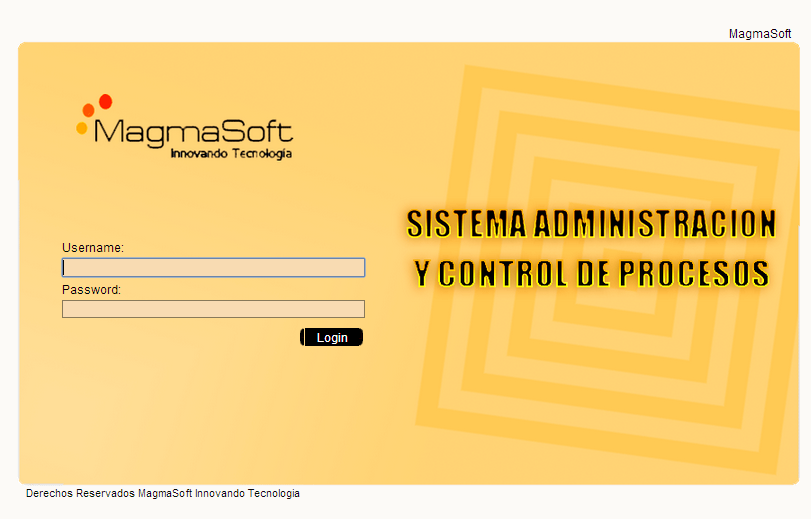 MagmaSoft
MagmaSoft
Innovando Tecnología
SISTEMA ADMINISTRACION
Y CONTROL DE PROCESOS
Username:
Password:
Login
Derechos Reservados MagmaSoft Innovando Tecnologia